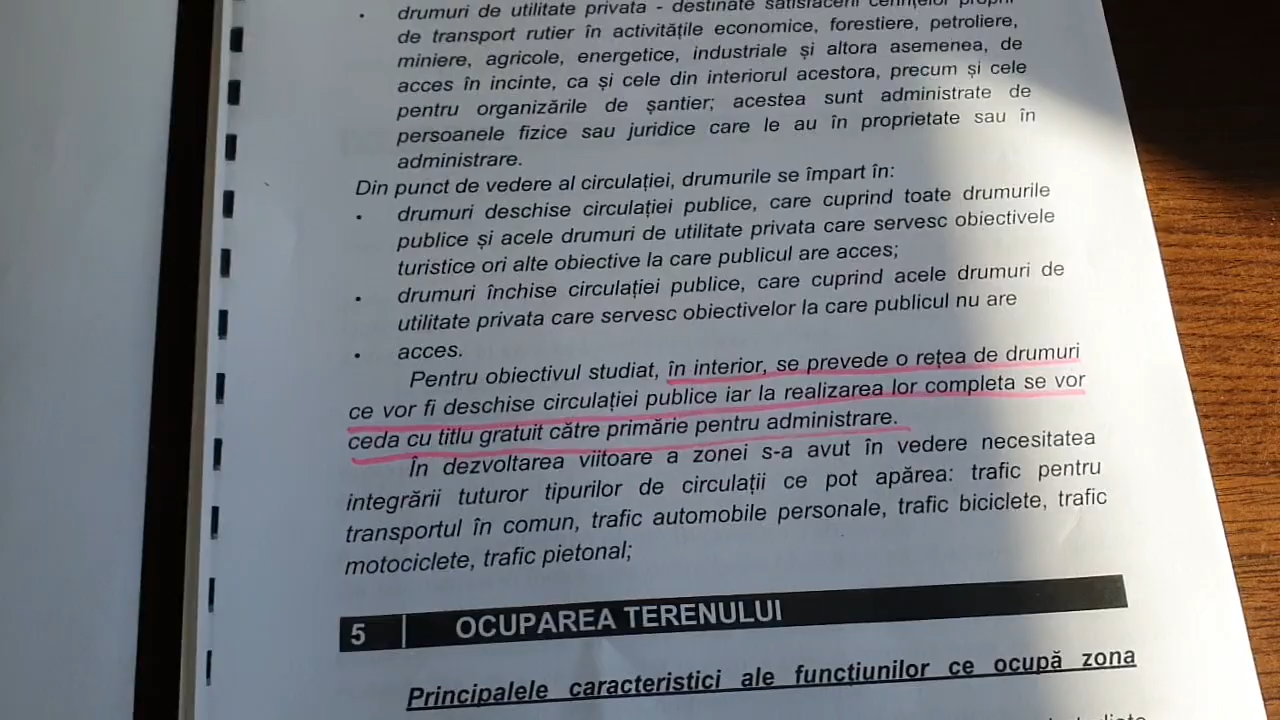 drumuri de utilitate privata - destinate satisfacerii cerințelor proprii
de transport rutier în activitățile economice, forestiere, petroliere,
miniere, agricole, energetice, industriale și altora asemenea, de
acces în incinte, ca și cele din interiorul acestora, precum și cele
pentru organizările de șantier; acestea sunt administrate de
persoanele fizice sau juridice care le au în proprietate sau în
administrare.
Din punct de vedere al circulației, drumurile se împart în:
• drumuri deschise circulației publice, care cuprind toate drumurile
publice și acele drumuri de utilitate privata care servesc obiectivele
turistice ori alte obiective la care publicul are acces;
• drumuri închise circulației publice, care cuprind acele drumuri de
utilitate privata care servesc obiectivelor la care publicul nu are
• acces.
Pentru obiectivul studiat, în interior, se prevede o rețea de drumuri
ce vor fi deschise circulației publice iar la realizarea lor completa se vor
ceda cu titlu gratuit către primărie pentru administrare.
În dezvoltarea viitoare a zonei s-a avut în vedere necesitatea
integrării tuturor tipurilor de circulații ce pot apărea: trafic pentru
transportul în comun, trafic automobile personale, trafic biciclete, trafic
motociclete, trafic pietonal;
5 OCUPAREA TERENULUI
Principalele caracteristici ale funcțiunilor ce ocupă zona